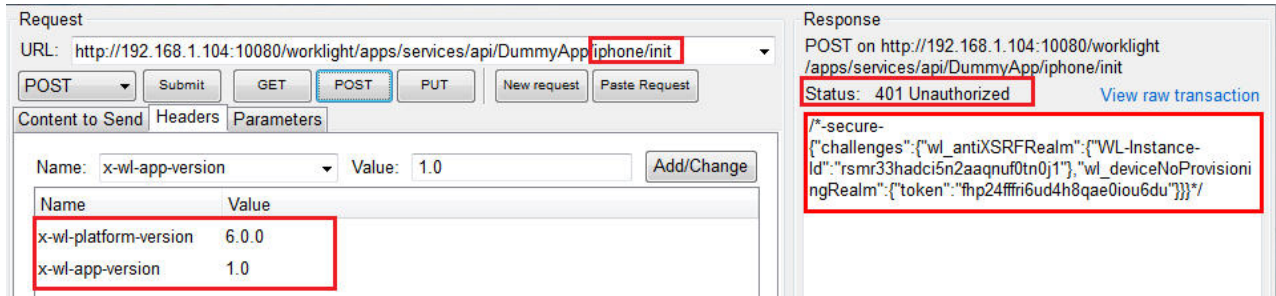 Request
URL: http://192.168.1.104:10080/worklight/apps/services/api/DummyApp/iphone/init
POST Submit GET POST PUT New request Paste Request
Content to Send Headers Parameters
Name: x-wl-app-version Value: 1.0 Add/Change
Name Value
x-wl-platform-version 6.0.0
x-wl-app-version 1.0
Response
POST on http://192.168.1.104:10080/worklight
/apps/services/api/DummyApp/iphone/init
Status: 401 Unauthorized View raw transaction
/*-secure-
{"challenges":{"wl_antiXSRFRealm":{"WL-Instance-
Id":"rsmr33hadci5n2aaqnuf0tn0j1"},"wl_deviceNoProvisioni
ngRealm":{"token":"fhp24fffri6ud4h8qae0iou6du"}}}*/